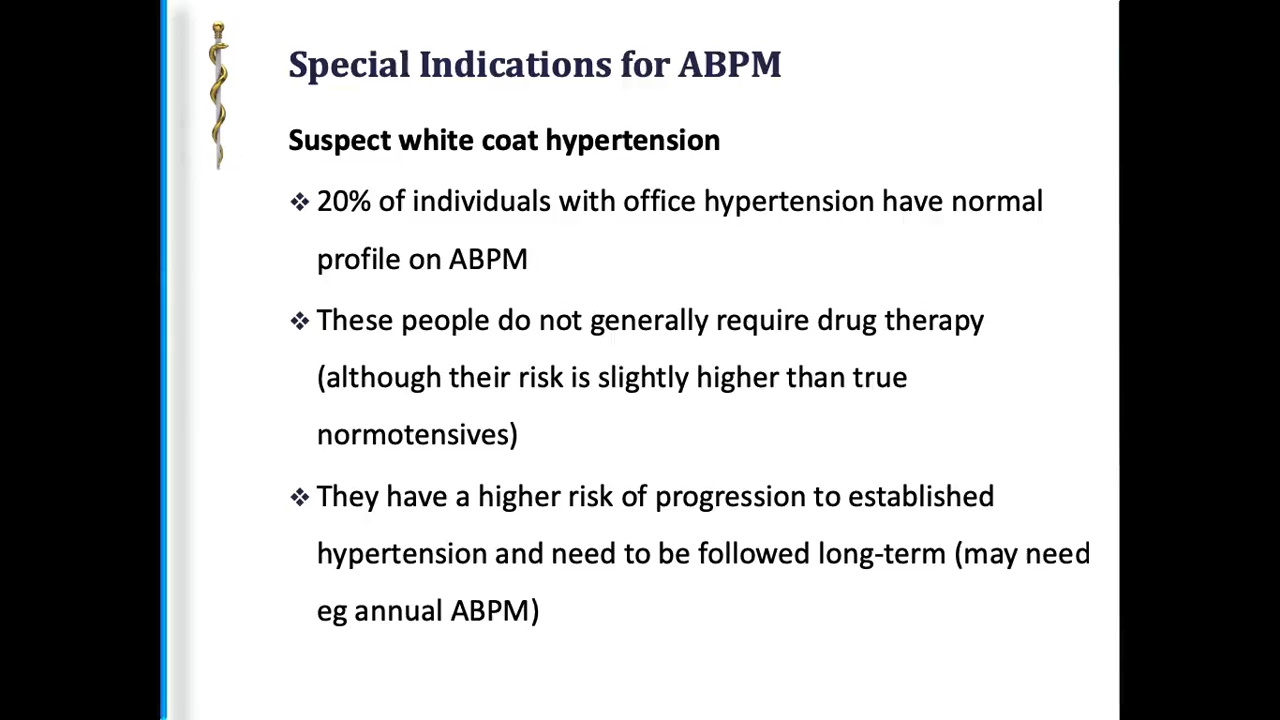 Special Indications for ABPM
Suspect white coat hypertension
❖ 20% of individuals with office hypertension have normal
profile on ABPM
❖ These people do not generally require drug therapy
(although their risk is slightly higher than true
normotensives)
❖ They have a higher risk of progression to established
hypertension and need to be followed long-term (may need
eg annual ABPM)